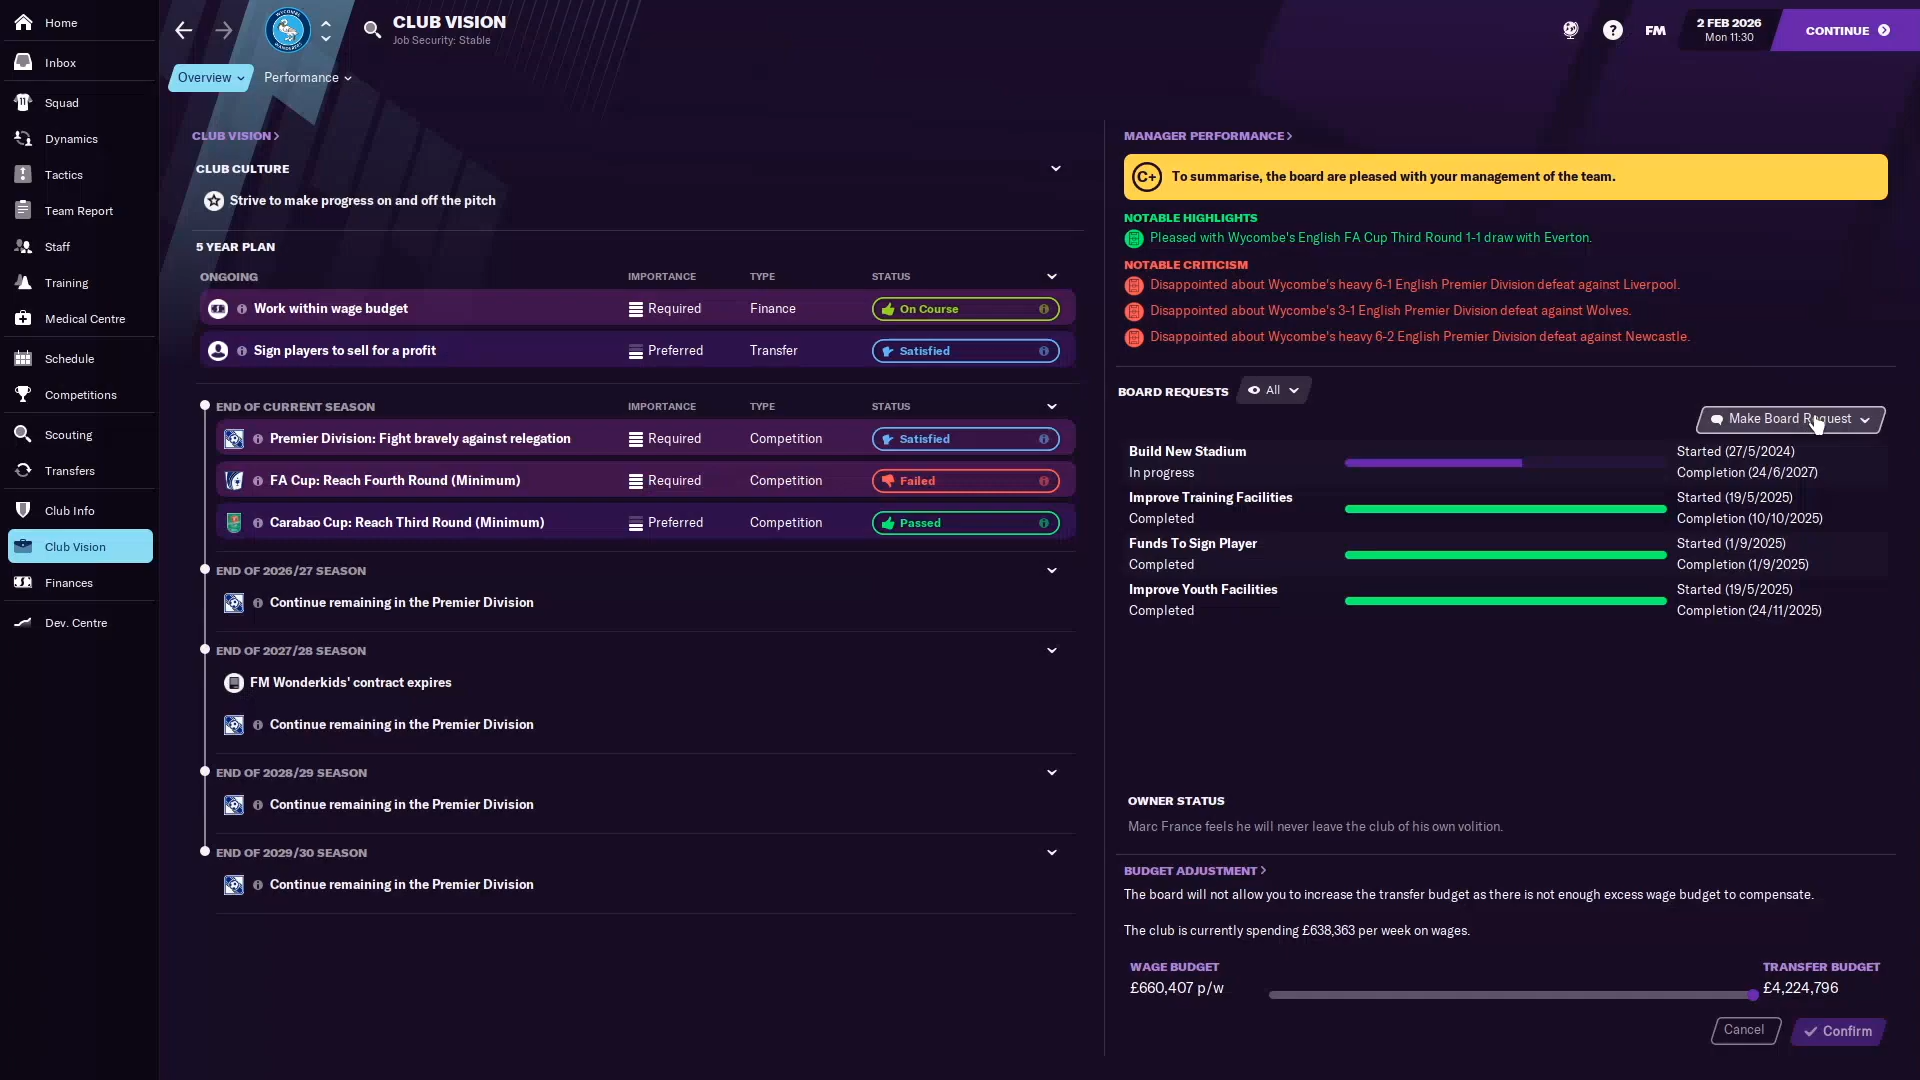 Home
Inbox
Squad
Dynamics
Tactics
Team Report
Staff
Training
Medical Centre
Schedule
Competitions
Scouting
Transfers
Club Info
Club Vision
Finances
Dev. Centre
CLUB VISION
Job Security: Stable
FM
2 FEB 2026
Mon 11:30
CONTINUE
Overview
Performance
CLUB VISION
CLUB CULTURE
Strive to make progress on and off the pitch
5 YEAR PLAN
ONGOING IMPORTANCE TYPE STATUS
Work within wage budget Required Finance On Course
Sign players to sell for a profit Preferred Transfer Satisfied
END OF CURRENT SEASON IMPORTANCE TYPE STATUS
Premier Division: Fight bravely against relegation Required Competition Satisfied
FA Cup: Reach Fourth Round (Minimum) Required Competition Failed
Carabao Cup: Reach Third Round (Minimum) Preferred Competition Passed
END OF 2026/27 SEASON
Continue remaining in the Premier Division
END OF 2027/28 SEASON
FM Wonderkids' contract expires
Continue remaining in the Premier Division
END OF 2028/29 SEASON
Continue remaining in the Premier Division
END OF 2029/30 SEASON
Continue remaining in the Premier Division
MANAGER PERFORMANCE
C+ To summarise, the board are pleased with your management of the team.
NOTABLE HIGHLIGHTS
Pleased with Wycombe's English FA Cup Third Round 1-1 draw with Everton.
NOTABLE CRITICISM
Disappointed about Wycombe's heavy 6-1 English Premier Division defeat against Liverpool.
Disappointed about Wycombe's 3-1 English Premier Division defeat against Wolves.
Disappointed about Wycombe's heavy 6-2 English Premier Division defeat against Newcastle.
BOARD REQUESTS All
Make Board Request
Build New Stadium Started (27/5/2024)
In progress Completion (24/6/2027)
Improve Training Facilities Started (19/5/2025)
Completed Completion (10/10/2025)
Funds To Sign Player Started (1/9/2025)
Completed Completion (1/9/2025)
Improve Youth Facilities Started (19/5/2025)
Completed Completion (24/11/2025)
OWNER STATUS
Marc France feels he will never leave the club of his own volition.
BUDGET ADJUSTMENT
The board will not allow you to increase the transfer budget as there is not enough excess wage budget to compensate.
The club is currently spending £638,363 per week on wages.
WAGE BUDGET TRANSFER BUDGET
£660,407 p/w £4,224,796
Cancel Confirm